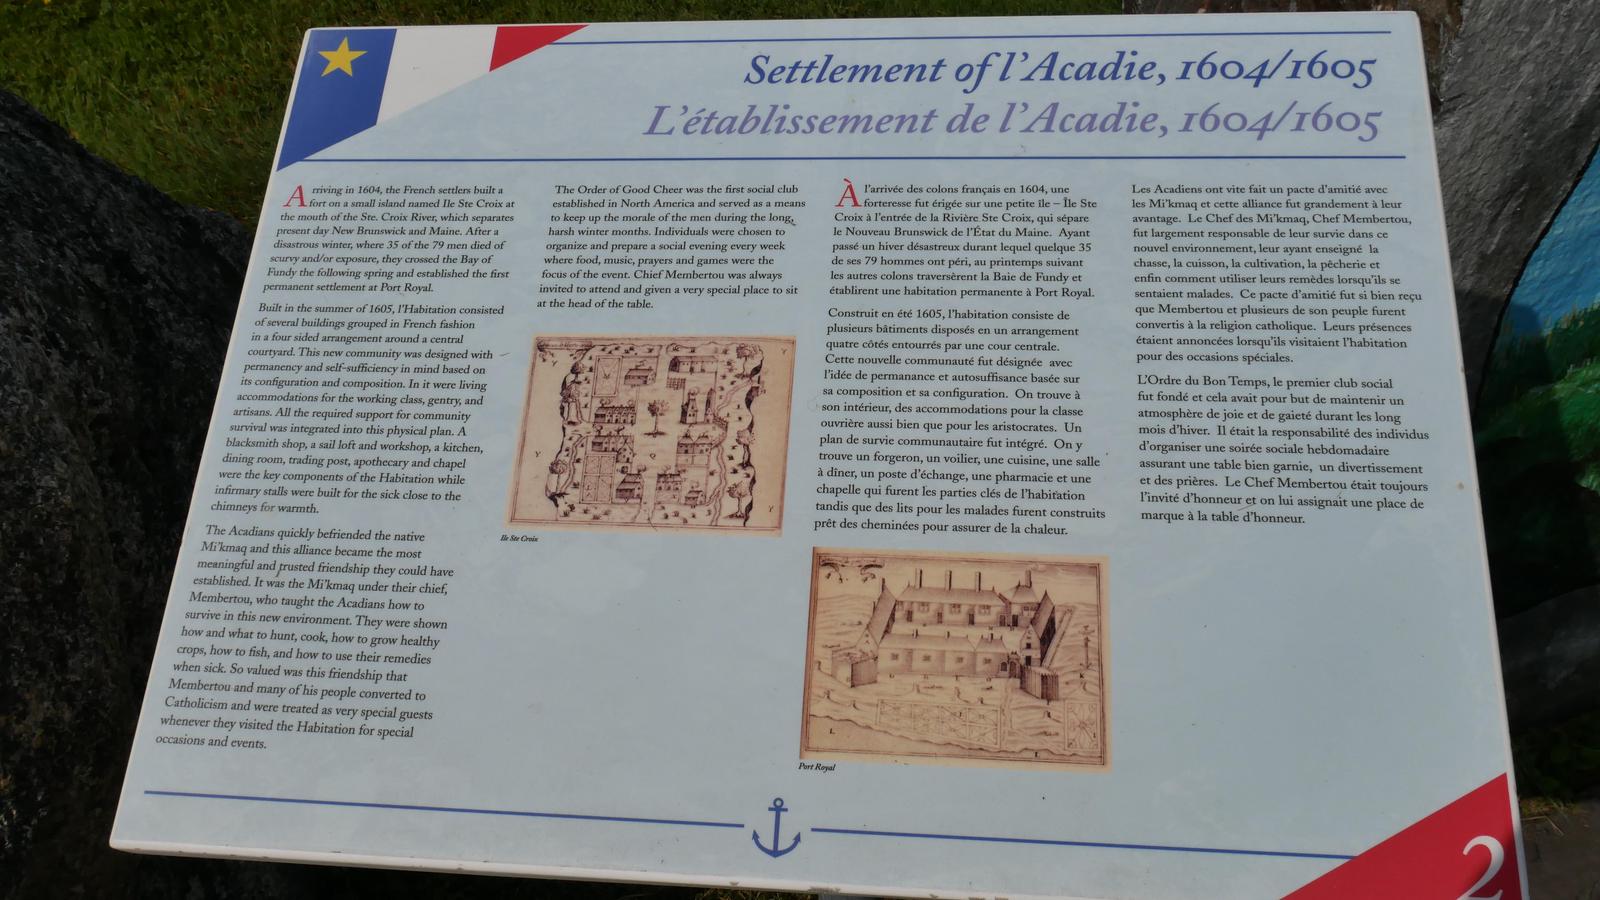 Settlement of l'Acadie, 1604/1605
L'établissement de l'Acadie, 1604/1605
Arriving in 1604, the French settlers built a
fort on a small island named Ile Ste Croix at
the mouth of the Ste. Croix River, which separates
present day New Brunswick and Maine. After a
disastrous winter, where 35 of the 79 men died of
scurvy and/or exposure, they crossed the Bay of
Fundy the following spring and established the first
permanent settlement at Port Royal.
Built in the summer of 1605, l'Habitation consisted
of several buildings grouped in French fashion
in a four sided arrangement around a central
courtyard. This new community was designed with
permanency and self-sufficiency in mind based on
its configuration and composition. In it were living
accommodations for the working class, gentry, and
artisans. All the required support for community
survival was integrated into this physical plan. A
blacksmith shop, a sail loft and workshop, a kitchen,
dining room, trading post, apothecary and chapel
were the key components of the Habitation while
infirmary stalls were built for the sick close to the
chimneys for warmth.
The Acadians quickly befriended the native
Mi'kmaq and this alliance became the most
meaningful and trusted friendship they could have
established. It was the Mi'kmaq under their chief,
Membertou, who taught the Acadians how to
survive in this new environment. They were shown
how and what to hunt, cook, how to grow healthy
crops, how to fish, and how to use their remedies
when sick. So valued was this friendship that
Membertou and many of his people converted to
Catholicism and were treated as very special guests
whenever they visited the Habitation for special
occasions and events.
The Order of Good Cheer was the first social club
established in North America and served as a means
to keep up the morale of the men during the long,
harsh winter months. Individuals were chosen to
organize and prepare a social evening every week
where food, music, prayers and games were the
focus of the event. Chief Membertou was always
invited to attend and given a very special place to sit
at the head of the table.
Ile Ste Croix
À l'arrivée des colons français en 1604, une
forteresse fut érigée sur une petite île – Île Ste
Croix à l'entrée de la Rivière Ste Croix, qui sépare
le Nouveau Brunswick de l'État du Maine. Ayant
passé un hiver désastreux durant lequel quelque 35
de ses 79 hommes ont péri, au printemps suivant
les autres colons traversèrent la Baie de Fundy et
établirent une habitation permanente à Port Royal.
Construit en été 1605, l'habitation consiste de
plusieurs bâtiments disposés en un arrangement
quatre côtés entourrés par une cour centrale.
Cette nouvelle communauté fut désignée avec
l'idée de permanance et autosuffisance basée sur
sa composition et sa configuration. On trouve à
son intérieur, des accommodations pour la classe
ouvrière aussi bien que pour les aristocrates. Un
plan de survie communautaire fut intégré. On y
trouve un forgeron, un voilier, une cuisine, une salle
à dîner, un poste d'échange, une pharmacie et une
chapelle qui furent les parties clés de l'habitation
tandis que des lits pour les malades furent construits
prêt des cheminées pour assurer de la chaleur.
Port Royal
Les Acadiens ont vite fait un pacte d'amitié avec
les Mi'kmaq et cette alliance fut grandement à leur
avantage. Le Chef des Mi'kmaq, Chef Membertou,
fut largement responsable de leur survie dans ce
nouvel environnement, leur ayant enseigné la
chasse, la cuisson, la cultivation, la pêcherie et
enfin comment utiliser leurs remèdes lorsqu'ils se
sentaient malades. Ce pacte d'amitié fut si bien reçu
que Membertou et plusieurs de son peuple furent
convertis à la religion catholique. Leurs présences
étaient annoncées lorsqu'ils visitaient l'habitation
pour des occasions spéciales.
L'Ordre du Bon Temps, le premier club social
fut fondé et cela avait pour but de maintenir un
atmosphère de joie et de gaieté durant les long
mois d'hiver. Il était la responsabilité des individus
d'organiser une soirée sociale hebdomadaire
assurant une table bien garnie, un divertissement
et des prières. Le Chef Membertou était toujours
l'invité d'honneur et on lui assignait une place de
marque à la table d'honneur.
2